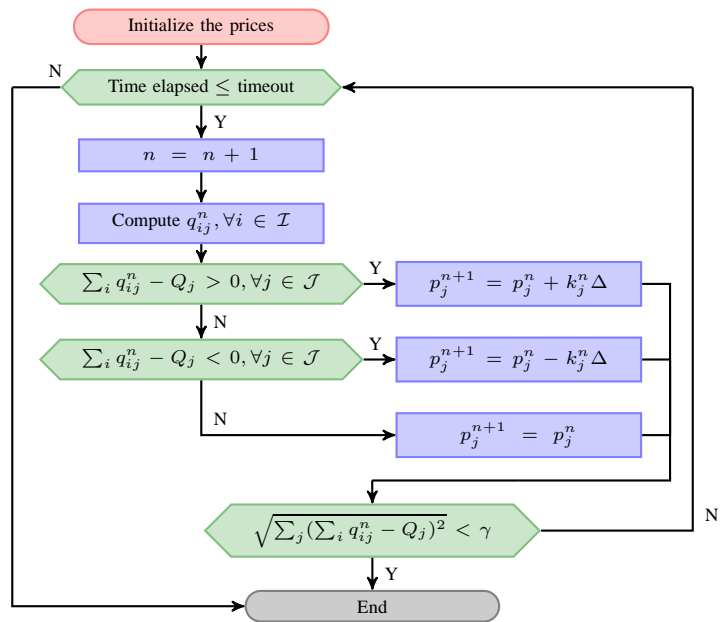 Initialize the prices
N
Time elapsed ≤ timeout
Y
n = n + 1
Compute q_{ij}^n, ∀i ∈ ℐ
∑_i q_{ij}^n − Q_j > 0, ∀j ∈ 𝒥
Y
p_j^{n+1} = p_j^n + k_j^n Δ
N
∑_i q_{ij}^n − Q_j < 0, ∀j ∈ 𝒥
Y
p_j^{n+1} = p_j^n − k_j^n Δ
N
p_j^{n+1} = p_j^n
√(∑_j(∑_i q_{ij}^n − Q_j)^2) < γ
N
Y
End